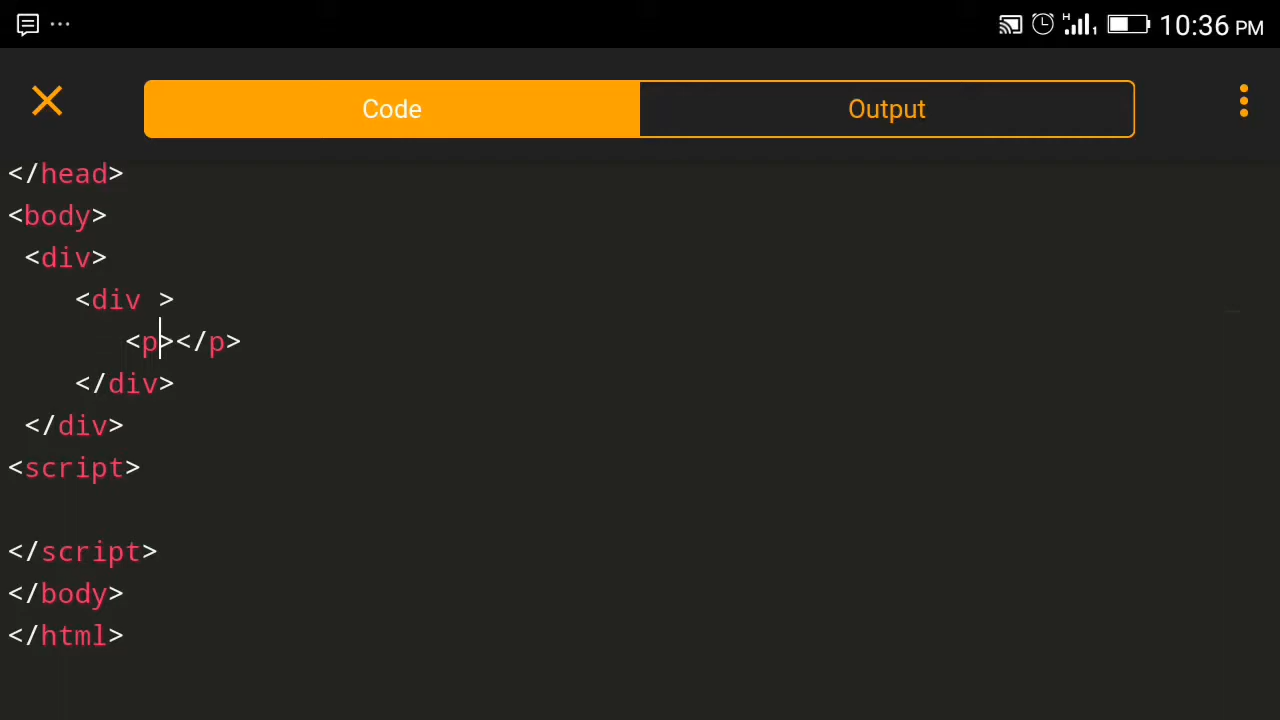 10:36 PM
Code
Output
</head>
<body>
 <div>
    <div >
       <p></p>
    </div>
 </div>
<script>

</script>
</body>
</html>